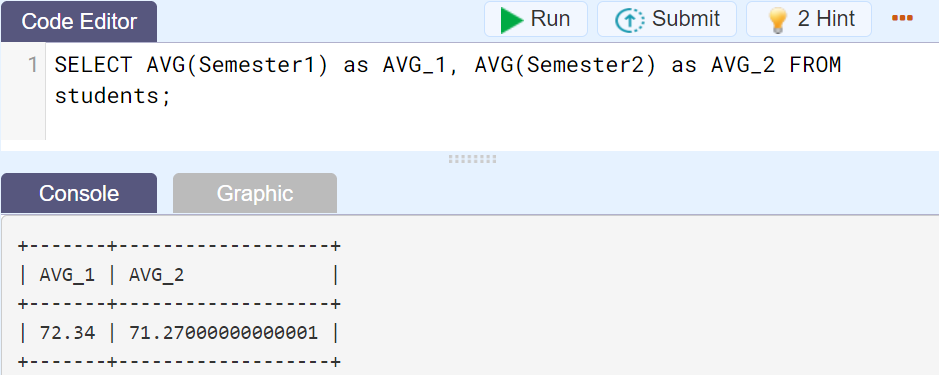 Code Editor
Run
Submit
2 Hint
1 SELECT AVG(Semester1) as AVG_1, AVG(Semester2) as AVG_2 FROM
students;
Console
Graphic
+-------+-------------------+
| AVG_1 | AVG_2             |
+-------+-------------------+
| 72.34 | 71.27000000000001 |
+-------+-------------------+